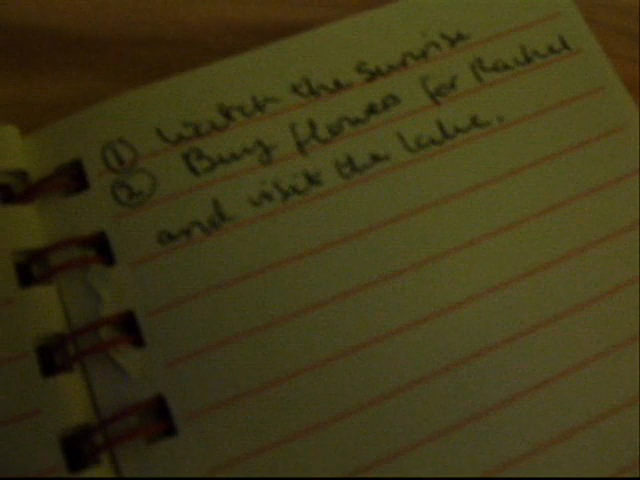 ① Watch the sunrise
② Buy flowers for Rachel
and visit the lake.